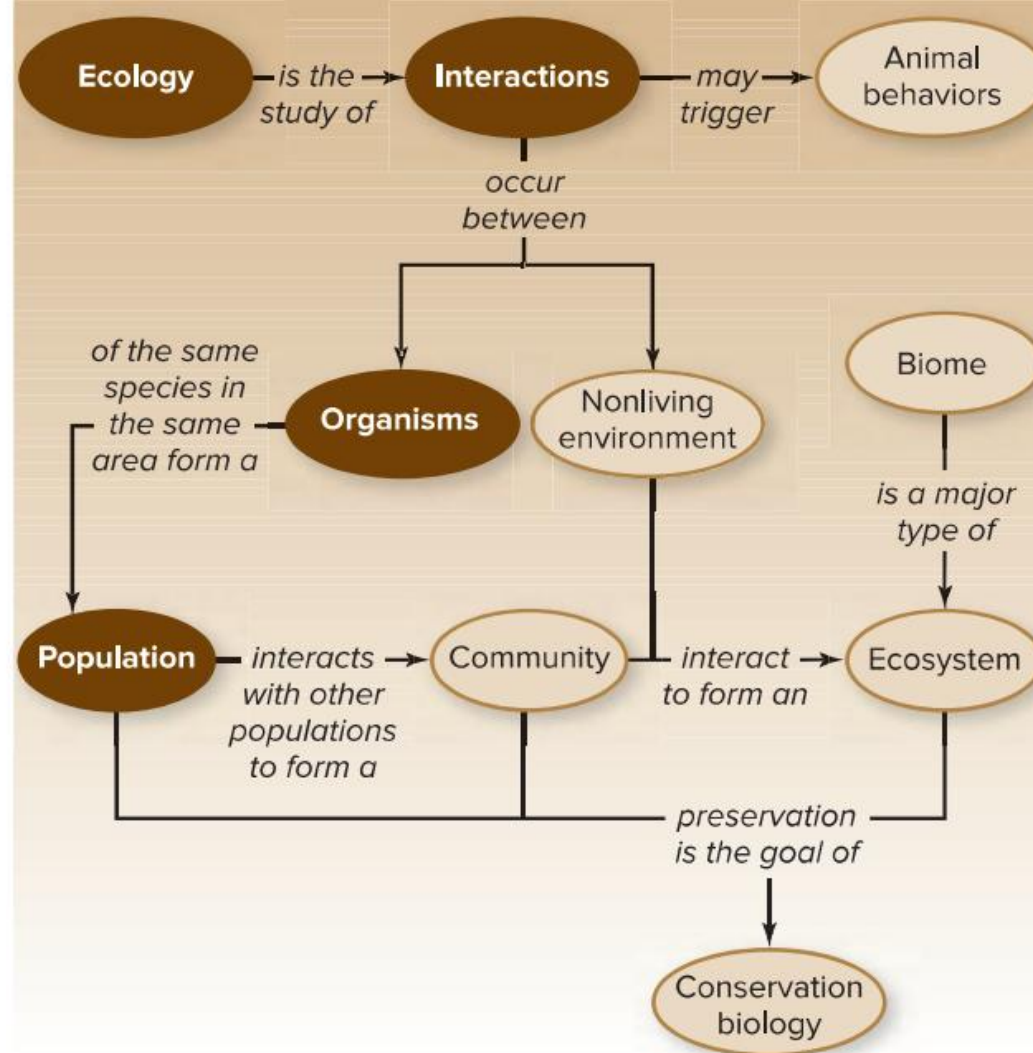 Ecology
is the
study of
Interactions
may
trigger
Animal
behaviors
occur
between
of the same
species in
the same
area form a
Organisms
Nonliving
environment
Biome
is a major
type of
Population
interacts
with other
populations
to form a
Community
interact
to form an
Ecosystem
preservation
is the goal of
Conservation
biology